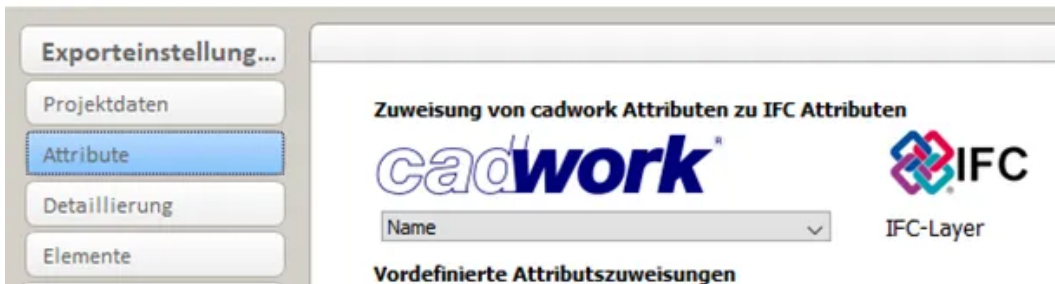 Exporteinstellung...
Projektdaten
Attribute
Detaillierung
Elemente
Zuweisung von cadwork Attributen zu IFC Attributen
cadwork®
IFC
Name
IFC-Layer
Vordefinierte Attributszuweisungen